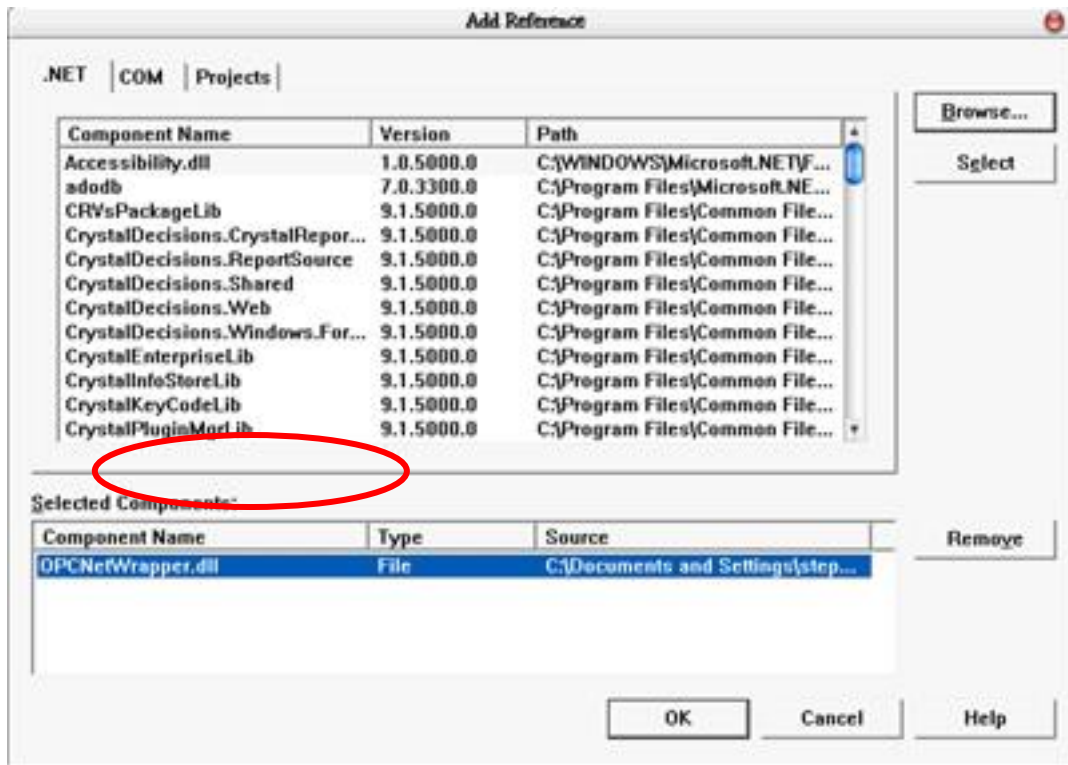 Add Reference
.NET COM Projects
Browse...
Component Name Version Path
Select
Accessibility.dll 1.0.5000.0 C:\WINDOWS\Microsoft.NET\F...
adodb 7.0.3300.0 C:\Program Files\Microsoft.NE...
CRVsPackageLib 9.1.5000.0 C:\Program Files\Common File...
CrystalDecisions.CrystalRepor... 9.1.5000.0 C:\Program Files\Common File...
CrystalDecisions.ReportSource 9.1.5000.0 C:\Program Files\Common File...
CrystalDecisions.Shared 9.1.5000.0 C:\Program Files\Common File...
CrystalDecisions.Web 9.1.5000.0 C:\Program Files\Common File...
CrystalDecisions.Windows.For... 9.1.5000.0 C:\Program Files\Common File...
CrystalEnterpriseLib 9.1.5000.0 C:\Program Files\Common File...
CrystalInfoStoreLib 9.1.5000.0 C:\Program Files\Common File...
CrystalKeyCodeLib 9.1.5000.0 C:\Program Files\Common File...
CrystalPluginMgrLib 9.1.5000.0 C:\Program Files\Common File...
Selected Components:
Component Name Type Source
Remove
OPCNetWrapper.dll File C:\Documents and Settings\step...
OK Cancel Help